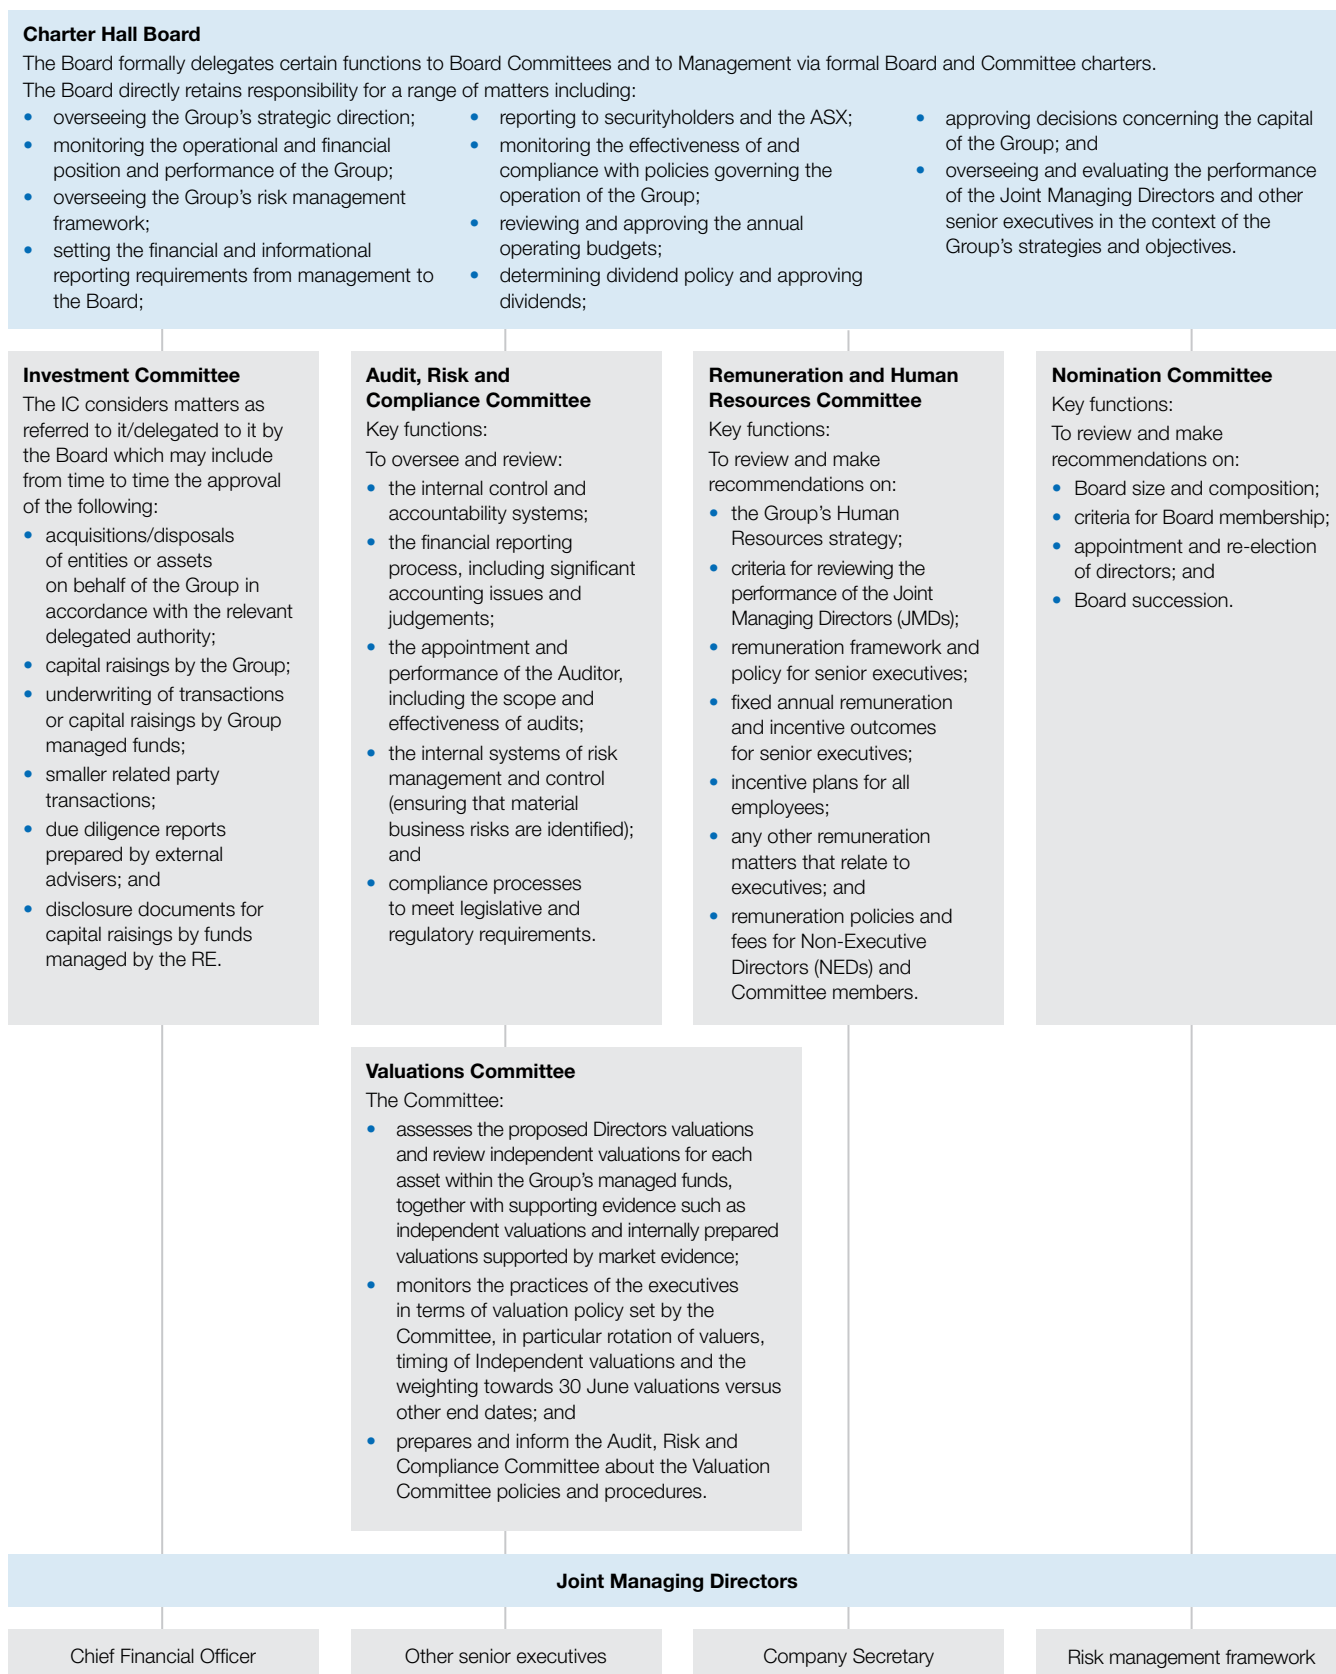 Charter Hall Board
The Board formally delegates certain functions to Board Committees and to Management via formal Board and Committee charters.
The Board directly retains responsibility for a range of matters including:
• overseeing the Group’s strategic direction;
• monitoring the operational and financial
position and performance of the Group;
• overseeing the Group’s risk management
framework;
• setting the financial and informational
reporting requirements from management to
the Board;
• reporting to securityholders and the ASX;
• monitoring the effectiveness of and
compliance with policies governing the
operation of the Group;
• reviewing and approving the annual
operating budgets;
• determining dividend policy and approving
dividends;
• approving decisions concerning the capital
of the Group; and
• overseeing and evaluating the performance
of the Joint Managing Directors and other
senior executives in the context of the
Group’s strategies and objectives.
Investment Committee
The IC considers matters as
referred to it/delegated to it by
the Board which may include
from time to time the approval
of the following:
• acquisitions/disposals
of entities or assets
on behalf of the Group in
accordance with the relevant
delegated authority;
• capital raisings by the Group;
• underwriting of transactions
or capital raisings by Group
managed funds;
• smaller related party
transactions;
• due diligence reports
prepared by external
advisers; and
• disclosure documents for
capital raisings by funds
managed by the RE.
Audit, Risk and
Compliance Committee
Key functions:
To oversee and review:
• the internal control and
accountability systems;
• the financial reporting
process, including significant
accounting issues and
judgements;
• the appointment and
performance of the Auditor,
including the scope and
effectiveness of audits;
• the internal systems of risk
management and control
(ensuring that material
business risks are identified);
and
• compliance processes
to meet legislative and
regulatory requirements.
Remuneration and Human
Resources Committee
Key functions:
To review and make
recommendations on:
• the Group’s Human
Resources strategy;
• criteria for reviewing the
performance of the Joint
Managing Directors (JMDs);
• remuneration framework and
policy for senior executives;
• fixed annual remuneration
and incentive outcomes
for senior executives;
• incentive plans for all
employees;
• any other remuneration
matters that relate to
executives; and
• remuneration policies and
fees for Non-Executive
Directors (NEDs) and
Committee members.
Nomination Committee
Key functions:
To review and make
recommendations on:
• Board size and composition;
• criteria for Board membership;
• appointment and re-election
of directors; and
• Board succession.
Valuations Committee
The Committee:
• assesses the proposed Directors valuations
and review independent valuations for each
asset within the Group’s managed funds,
together with supporting evidence such as
independent valuations and internally prepared
valuations supported by market evidence;
• monitors the practices of the executives
in terms of valuation policy set by the
Committee, in particular rotation of valuers,
timing of Independent valuations and the
weighting towards 30 June valuations versus
other end dates; and
• prepares and inform the Audit, Risk and
Compliance Committee about the Valuation
Committee policies and procedures.
Joint Managing Directors
Chief Financial Officer
Other senior executives
Company Secretary
Risk management framework